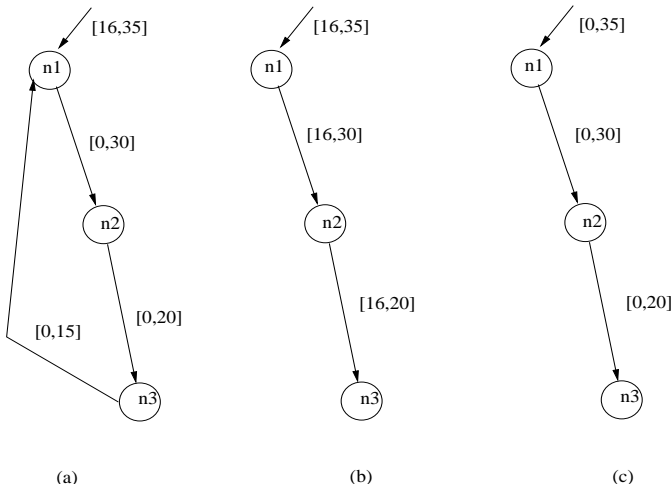 [16,35]
n1
[0,30]
n2
[0,15]
[0,20]
n3
(a)
[16,35]
n1
[16,30]
n2
[16,20]
n3
(b)
[0,35]
n1
[0,30]
n2
[0,20]
n3
(c)